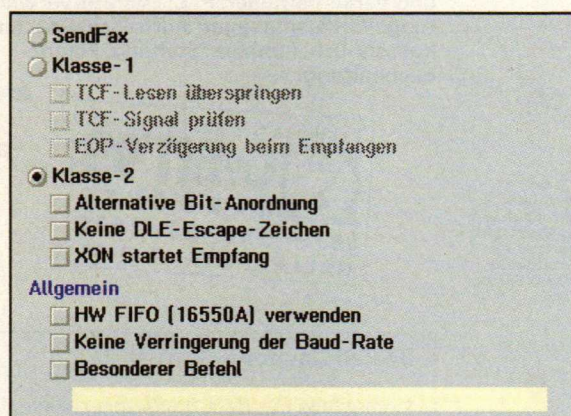 SendFax
Klasse-1
TCF-Lesen überspringen
TCF-Signal prüfen
EOP-Verzögerung beim Empfangen
Klasse-2
Alternative Bit-Anordnung
Keine DLE-Escape-Zeichen
XON startet Empfang
Allgemein
HW FIFO (16550A) verwenden
Keine Verringerung der Baud-Rate
Besonderer Befehl